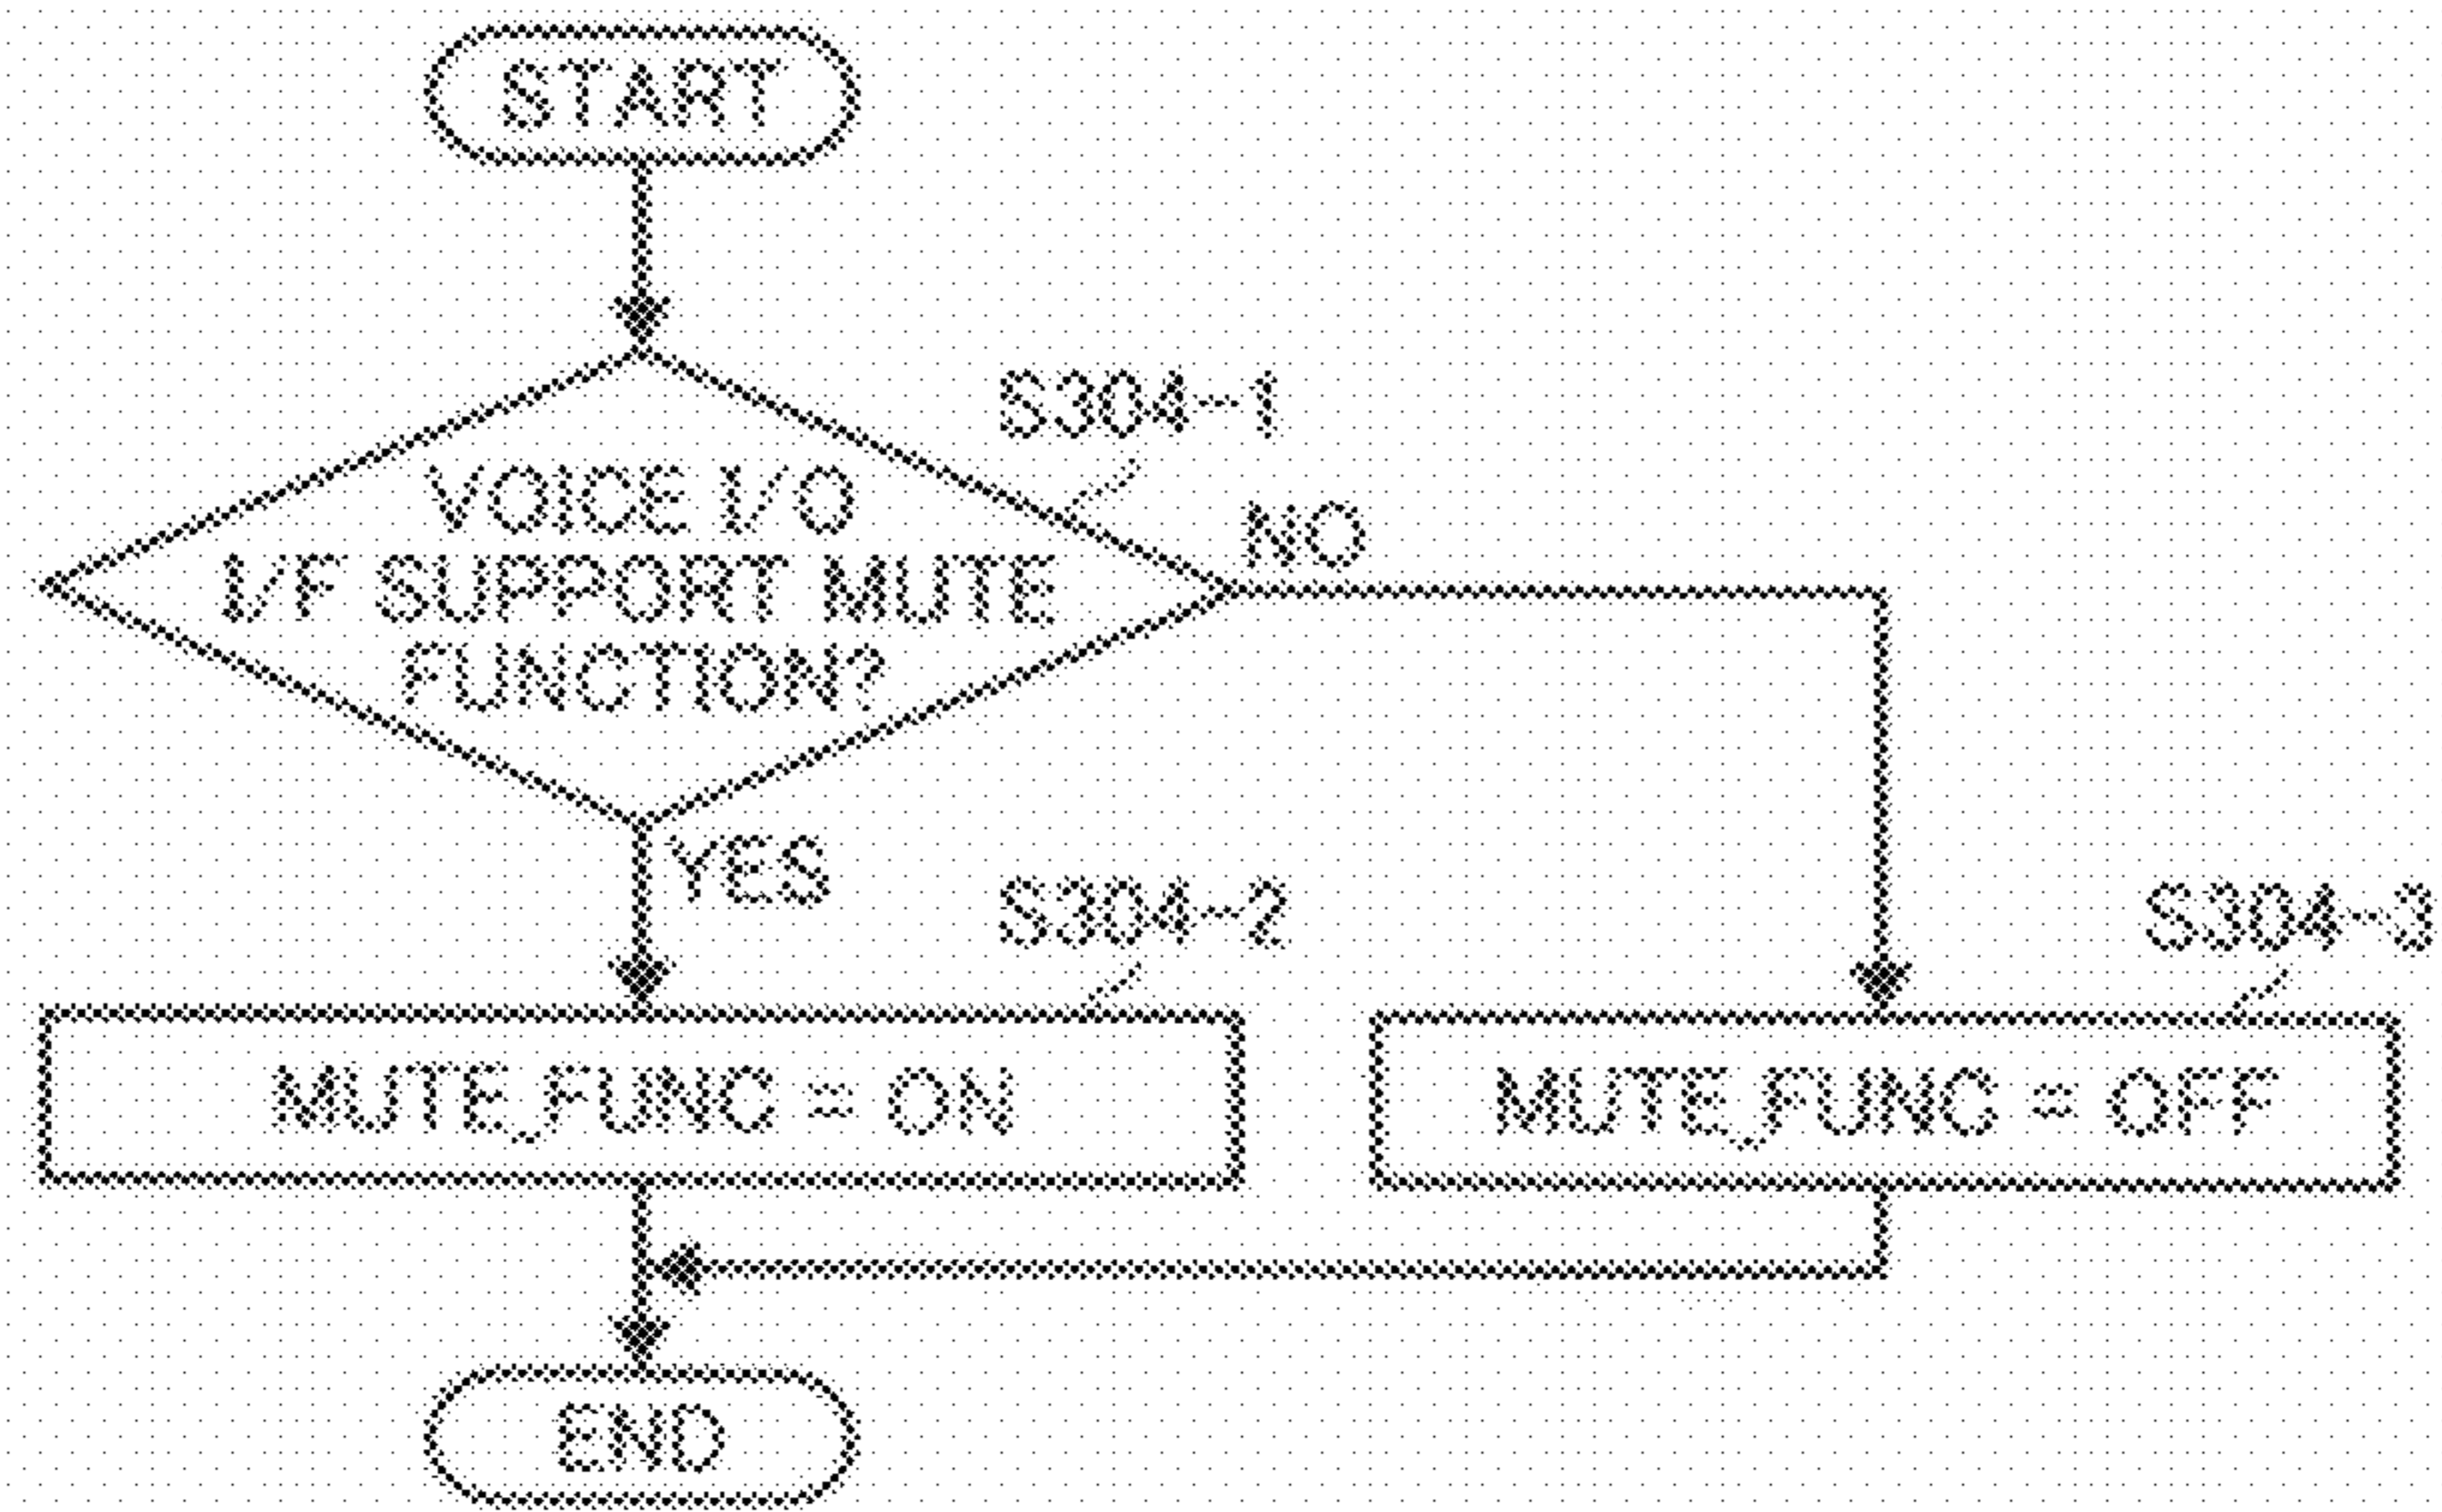 START
S304-1
VOICE I/O
I/F SUPPORT MUTE
FUNCTION?
NO
YES
S304-2
S304-3
MUTE_FUNC = ON
MUTE_FUNC = OFF
END